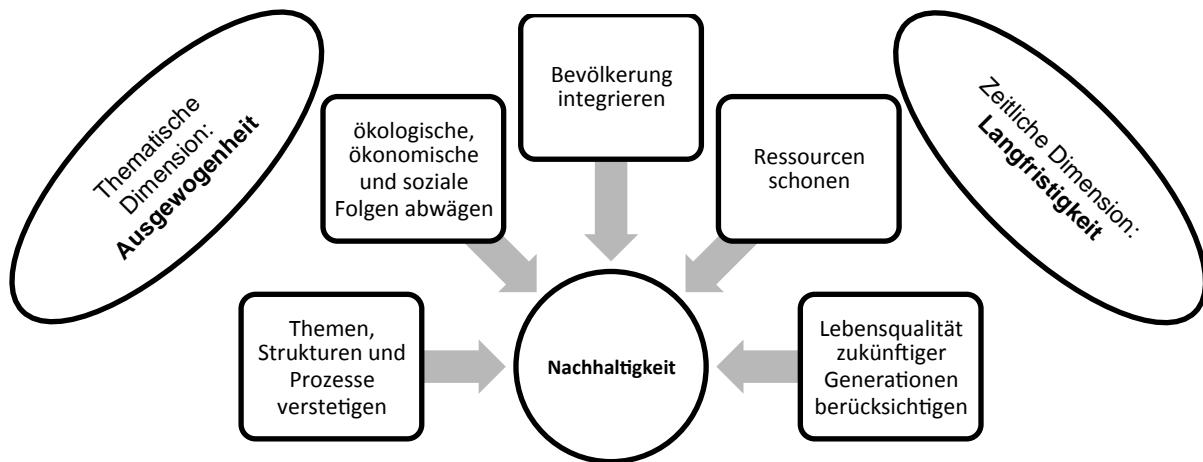 Thematische
Dimension:
Ausgewogenheit
ökologische,
ökonomische
und soziale
Folgen abwägen
Bevölkerung
integrieren
Ressourcen
schonen
Zeitliche Dimension:
Langfristigkeit
Themen,
Strukturen und
Prozesse
verstetigen
Nachhaltigkeit
Lebensqualität
zukünftiger
Generationen
berücksichtigen